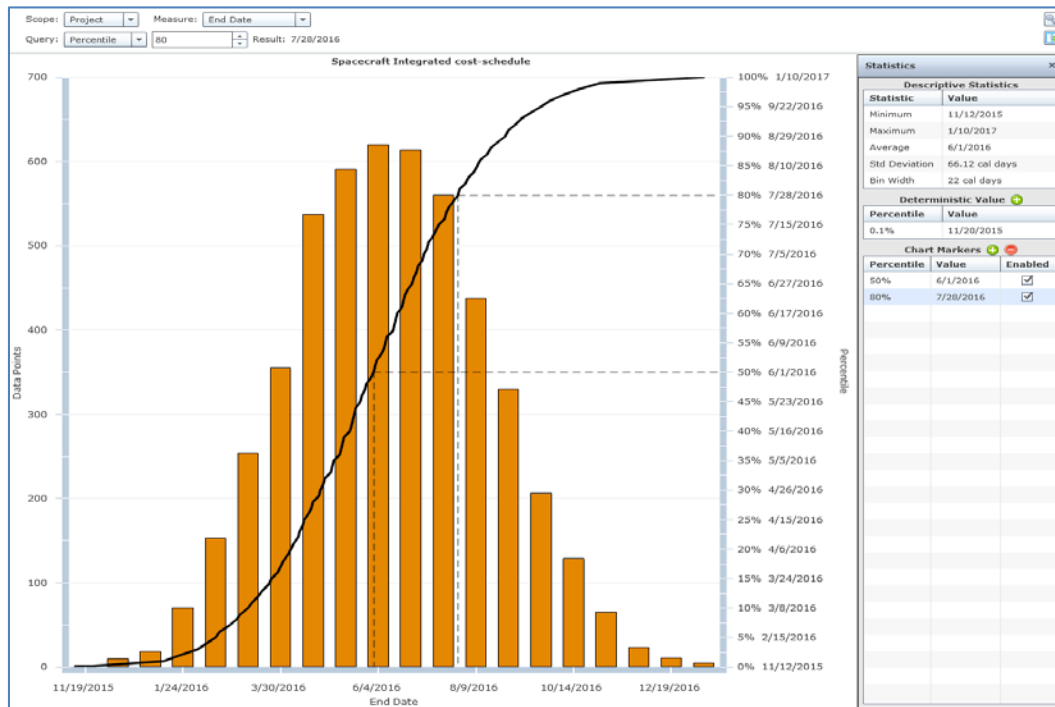 Scope: Project Measure: End Date
Query: Percentile 80 Result: 7/28/2016
Spacecraft Integrated cost-schedule
700
600
500
400
300
200
100
0
Data Points
100% 1/10/2017
95% 9/22/2016
90% 8/29/2016
85% 8/10/2016
80% 7/28/2016
75% 7/15/2016
70% 7/5/2016
65% 6/27/2016
60% 6/17/2016
55% 6/9/2016
50% 6/1/2016
45% 5/23/2016
40% 5/16/2016
35% 5/5/2016
30% 4/26/2016
25% 4/15/2016
20% 4/6/2016
15% 3/24/2016
10% 3/8/2016
5% 2/15/2016
0% 11/12/2015
Percentile
11/19/2015 1/24/2016 3/30/2016 6/4/2016 8/9/2016 10/14/2016 12/19/2016
End Date
Statistics
Descriptive Statistics
Statistic Value
Minimum 11/12/2015
Maximum 1/10/2017
Average 6/1/2016
Std Deviation 66.12 cal days
Bin Width 22 cal days
Deterministic Value
Percentile Value
0.1% 11/20/2015
Chart Markers
Percentile Value Enabled
50% 6/1/2016
80% 7/28/2016